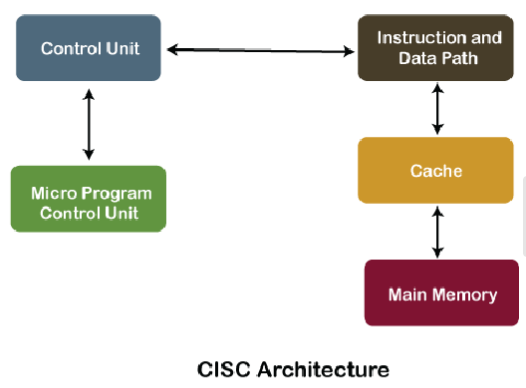 Control Unit
Instruction and
Data Path
Micro Program
Control Unit
Cache
Main Memory
CISC Architecture